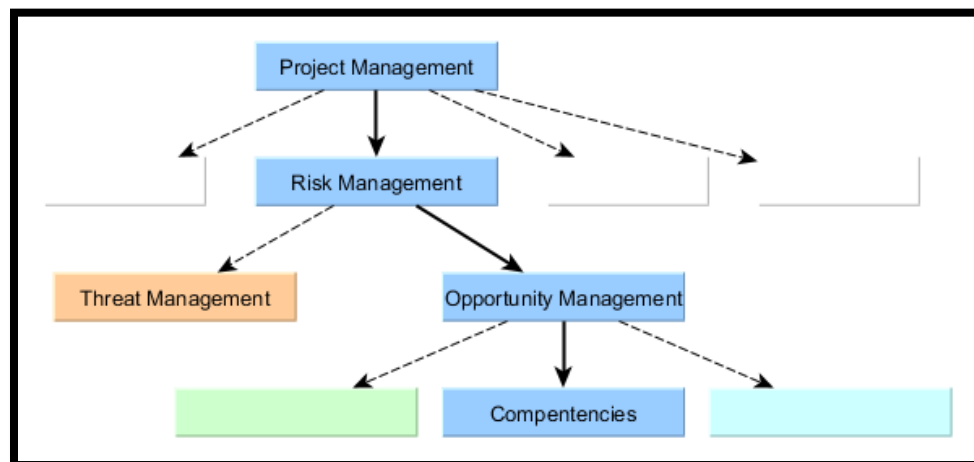 Project Management
Risk Management
Threat Management
Opportunity Management
Compentencies